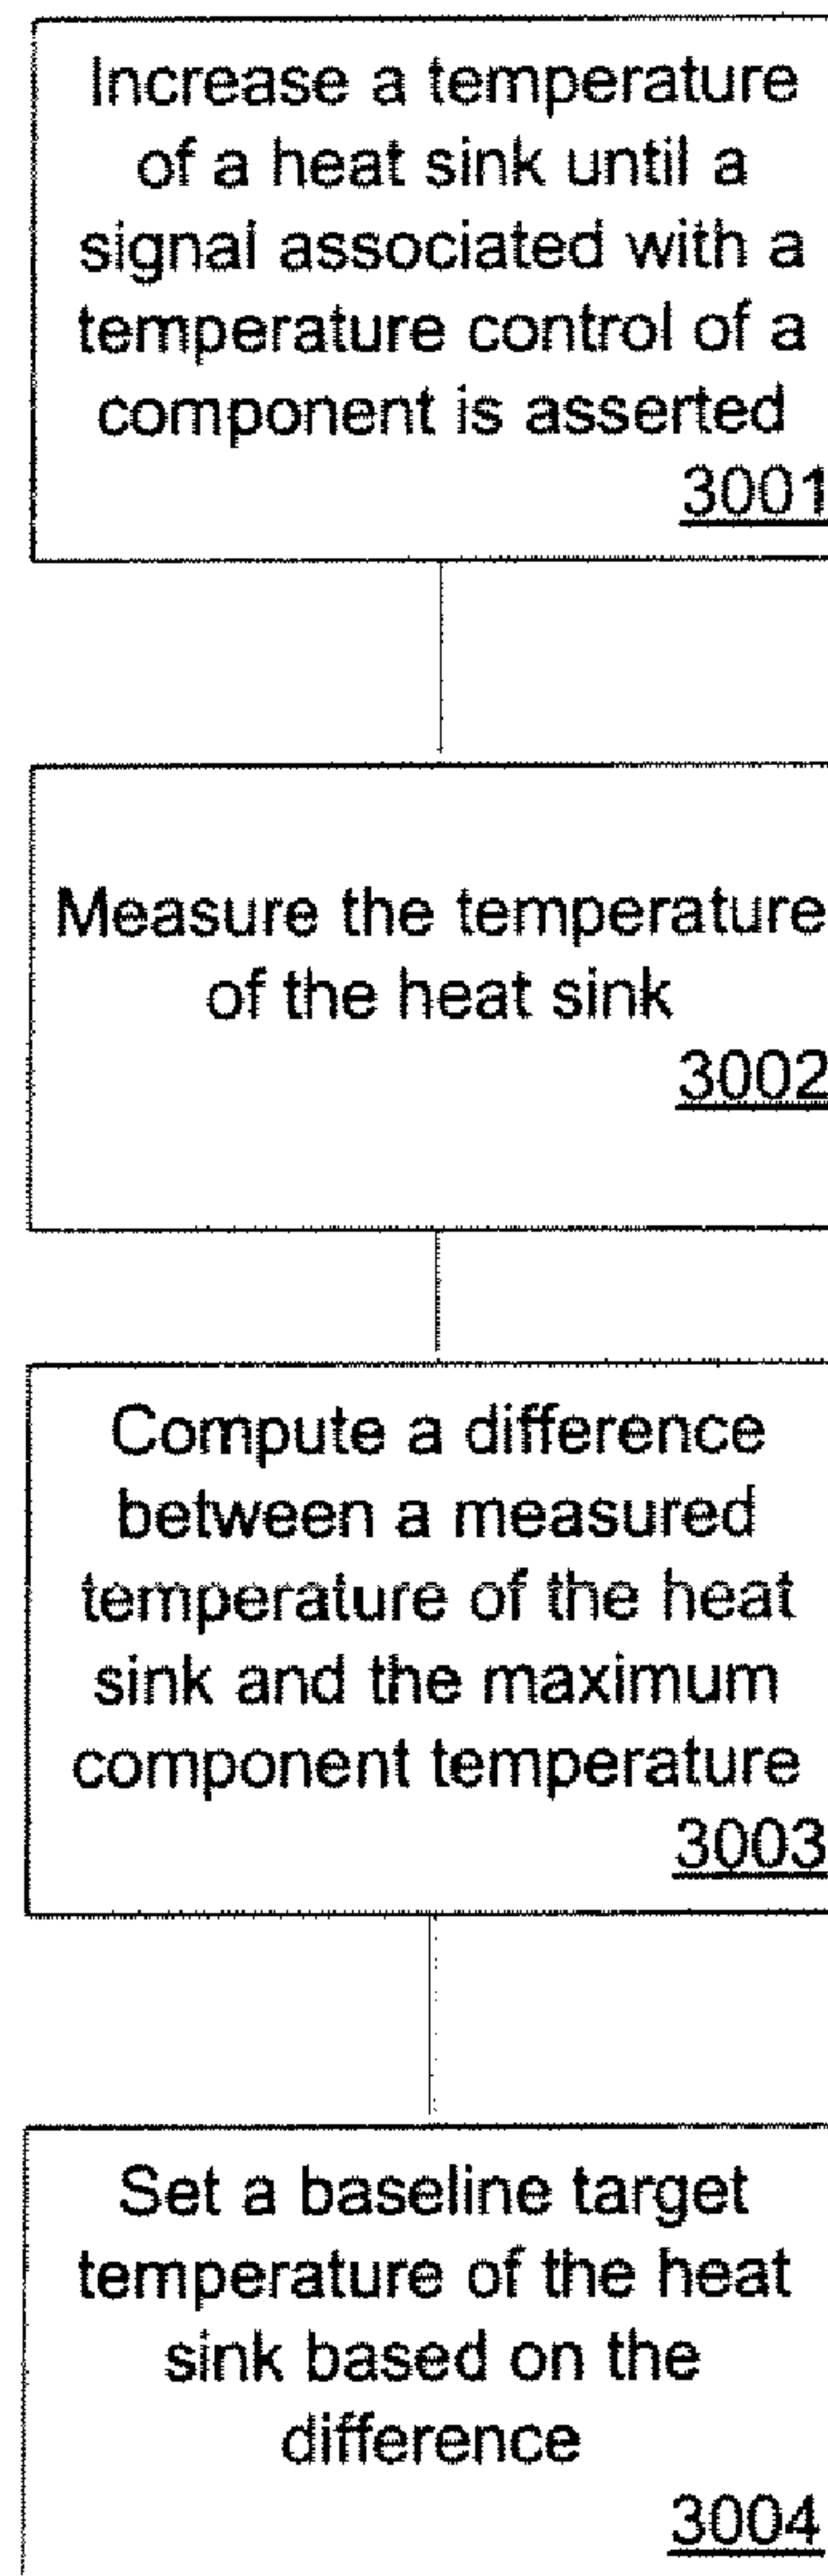 Increase a temperature
of a heat sink until a
signal associated with a
temperature control of a
component is asserted
3001
Measure the temperature
of the heat sink
3002
Compute a difference
between a measured
temperature of the heat
sink and the maximum
component temperature
3003
Set a baseline target
temperature of the heat
sink based on the
difference
3004